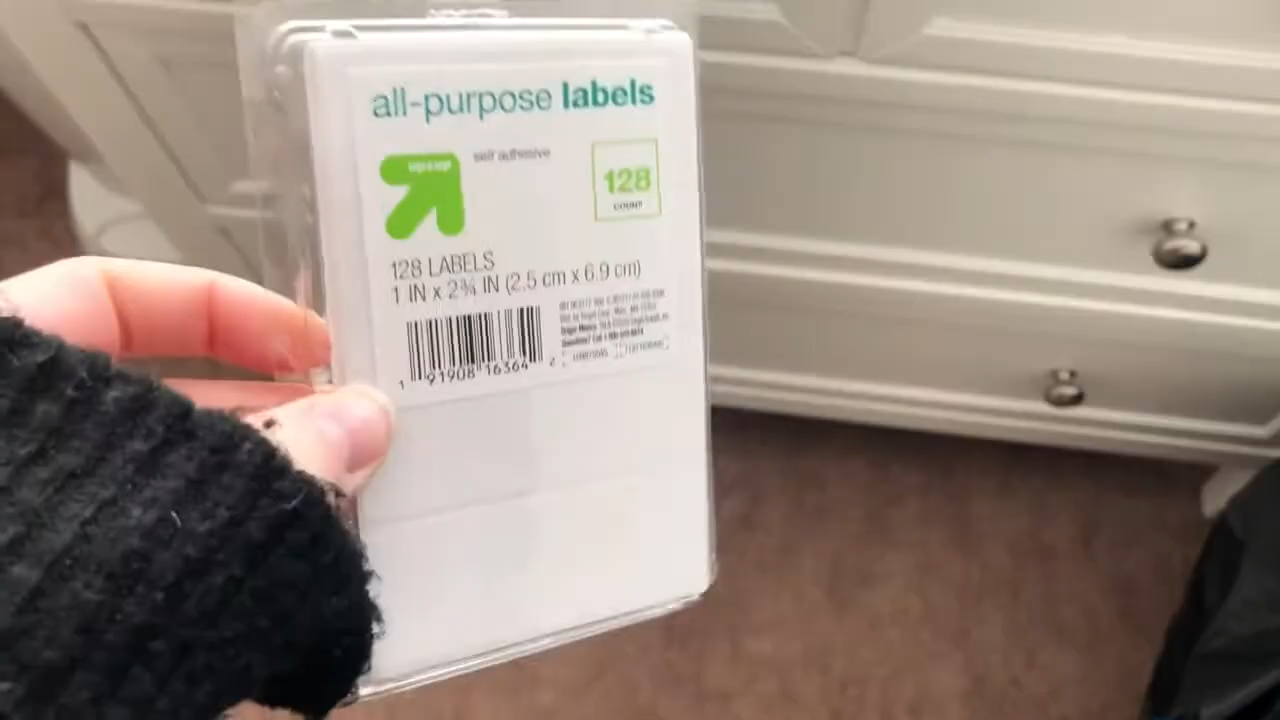 all-purpose labels
up&up
self adhesive
128
COUNT
128 LABELS
1 IN x 2¾ IN (2.5 cm x 6.9 cm)
1 91908 16364 2